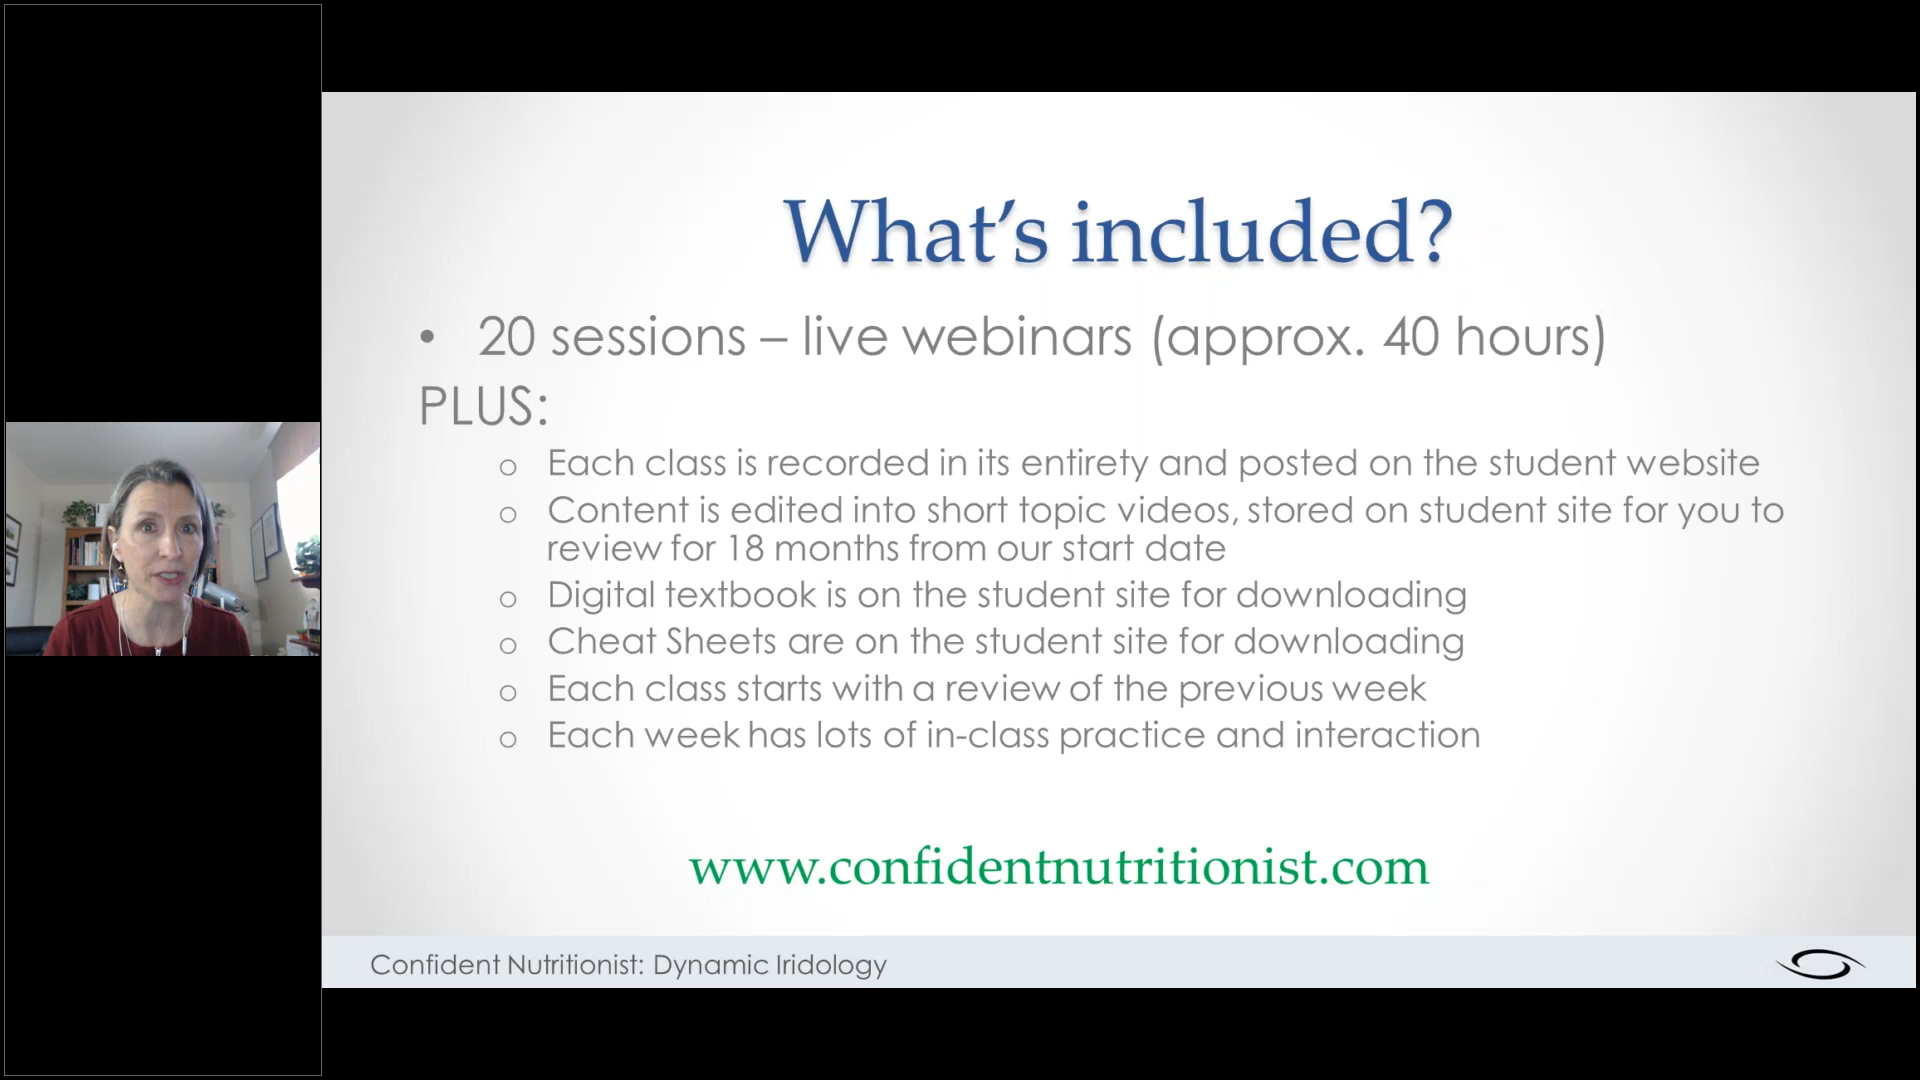 What's included?
• 20 sessions – live webinars (approx. 40 hours)
PLUS:
o Each class is recorded in its entirety and posted on the student website
o Content is edited into short topic videos, stored on student site for you to
review for 18 months from our start date
o Digital textbook is on the student site for downloading
o Cheat Sheets are on the student site for downloading
o Each class starts with a review of the previous week
o Each week has lots of in-class practice and interaction
www.confidentnutritionist.com
Confident Nutritionist: Dynamic Iridology